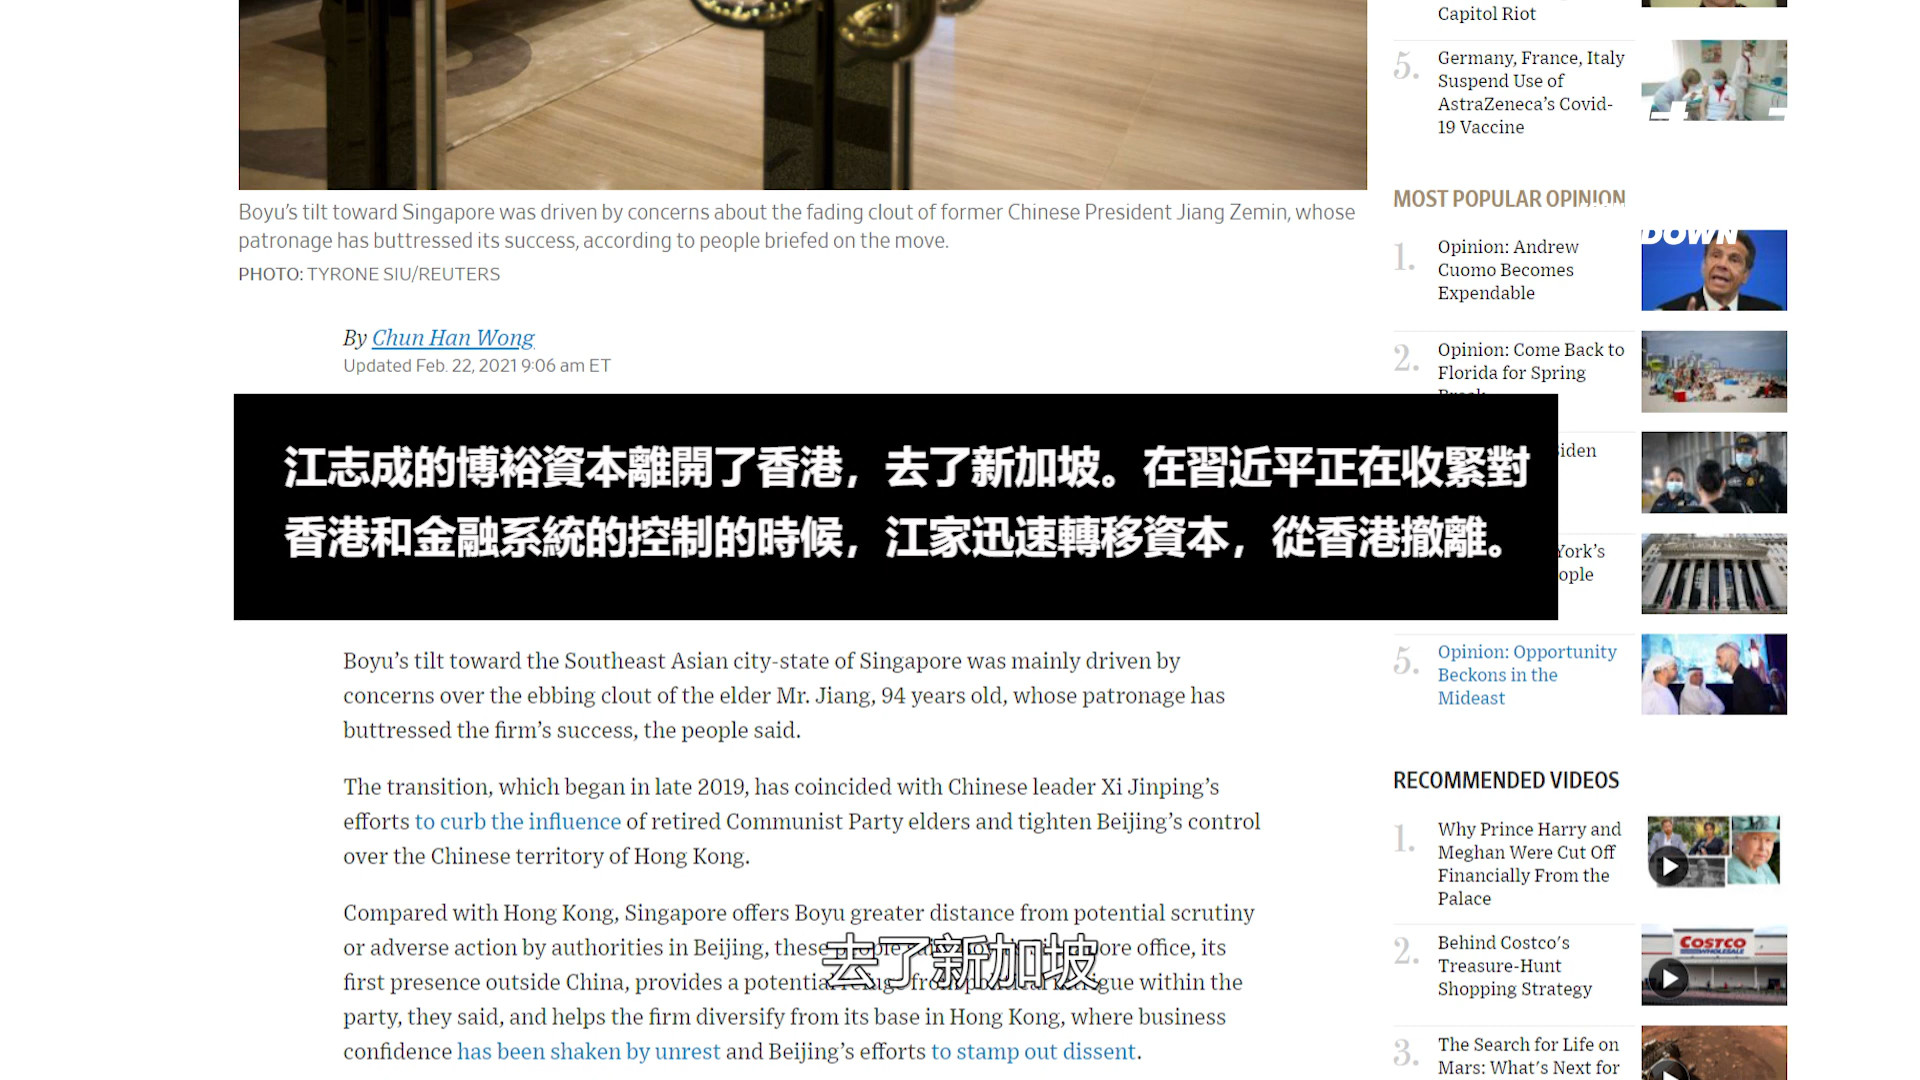 Boyu’s tilt toward Singapore was driven by concerns about the fading clout of former Chinese President Jiang Zemin, whose
patronage has buttressed its success, according to people briefed on the move.
PHOTO: TYRONE SIU/REUTERS
By Chun Han Wong
Updated Feb. 22, 2021 9:06 am ET
江志成的博裕資本離開了香港，去了新加坡。在習近平正在收緊對
香港和金融系統的控制的時候，江家迅速轉移資本，從香港撤離。
Boyu’s tilt toward the Southeast Asian city-state of Singapore was mainly driven by
concerns over the ebbing clout of the elder Mr. Jiang, 94 years old, whose patronage has
buttressed the firm’s success, the people said.
The transition, which began in late 2019, has coincided with Chinese leader Xi Jinping’s
efforts to curb the influence of retired Communist Party elders and tighten Beijing’s control
over the Chinese territory of Hong Kong.
Compared with Hong Kong, Singapore offers Boyu greater distance from potential scrutiny
or adverse action by authorities in Beijing, these office, its
first presence outside China, provides a potential within the
party, they said, and helps the firm diversify from its base in Hong Kong, where business
confidence has been shaken by unrest and Beijing’s efforts to stamp out dissent.
去了新加坡
Capitol Riot
5.
Germany, France, Italy
Suspend Use of
AstraZeneca’s Covid-
19 Vaccine
MOST POPULAR OPINION
DOWN
1.
Opinion: Andrew
Cuomo Becomes
Expendable
2.
Opinion: Come Back to
Florida for Spring
Break
iden
York’s
ople
5.
Opinion: Opportunity
Beckons in the
Mideast
RECOMMENDED VIDEOS
1.
Why Prince Harry and
Meghan Were Cut Off
Financially From the
Palace
2.
Behind Costco's
Treasure-Hunt
Shopping Strategy
COSTCO
WHOLESALE
3.
The Search for Life on
Mars: What's Next for